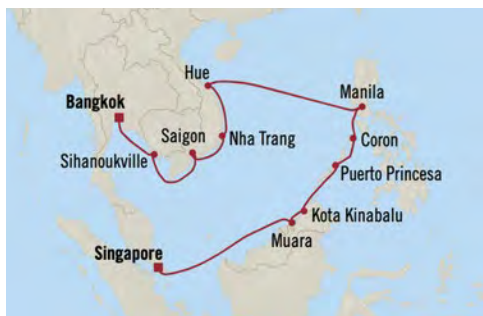 Hue
Manila
Bangkok
Coron
Saigon
Nha Trang
Sihanoukville
Puerto Princesa
Kota Kinabalu
Muara
Singapore